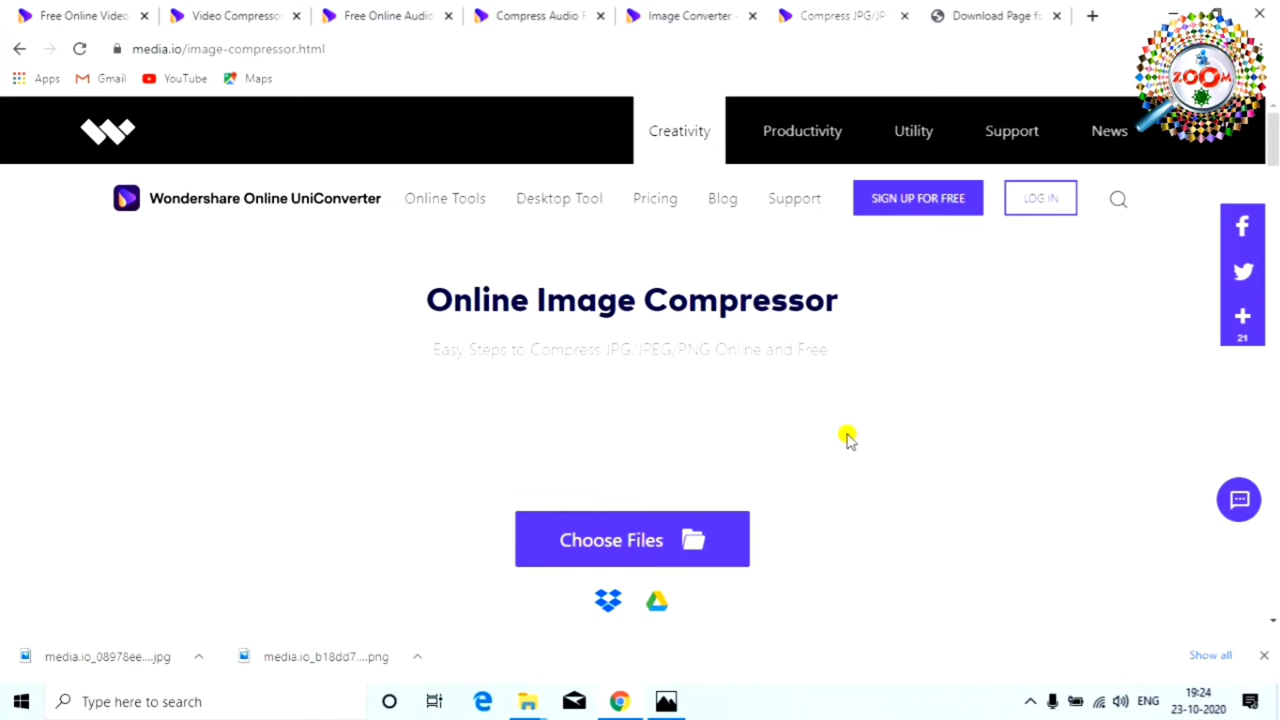 Free Online Video
Video Compressor
Free Online Audio
Compress Audio F
Image Converter -
Compress JPG/JP
Download Page fo
media.io/image-compressor.html
Apps Gmail YouTube Maps
ZOOM
Creativity Productivity Utility Support News
Wondershare Online UniConverter Online Tools Desktop Tool Pricing Blog Support SIGN UP FOR FREE LOG IN
21
Online Image Compressor
Easy Steps to Compress JPG/JPEG/PNG Online and Free
Choose Files
media.io_08978ee....jpg media.io_b18dd7....png Show all
Type here to search ENG 19:24
23-10-2020